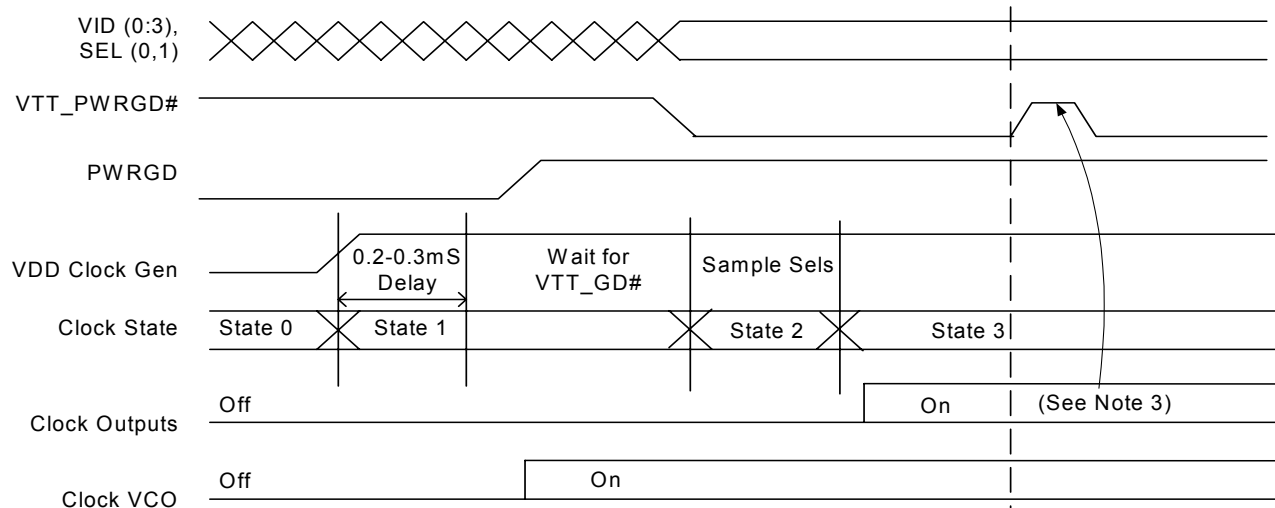 VID (0:3),
SEL (0,1)
VTT_PWRGD#
PWRGD
VDD Clock Gen
0.2-0.3mS
Delay
Wait for
VTT_GD#
Sample Sels
Clock State
State 0
State 1
State 2
State 3
Clock Outputs
Off
On
(See Note 3)
Clock VCO
Off
On